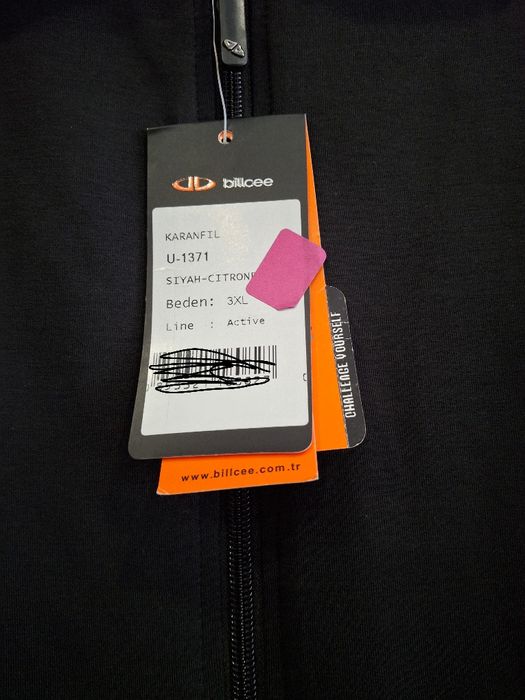 billcee
KARANFIL
U-1371
SIYAH-CITRON
Beden: 3XL
Line : Active
www.billcee.com.tr
CHALLENGE YOURSELF